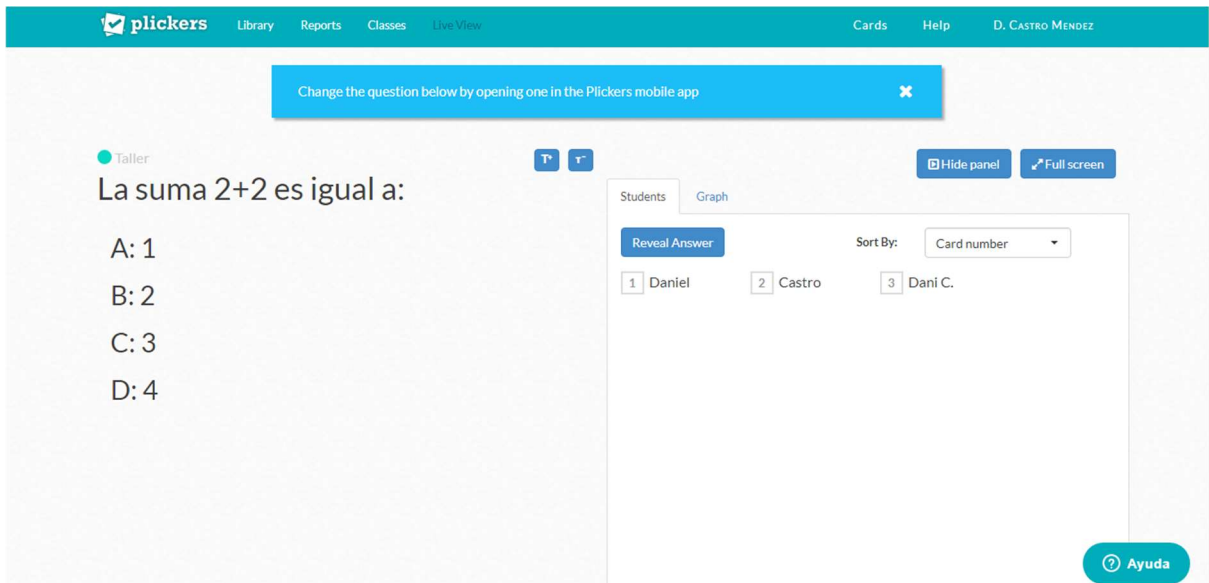 plickers Library Reports Classes Live View Cards Help D. CASTRO MENDEZ
Change the question below by opening one in the Plickers mobile app
Taller
T+ T-
Hide panel Full screen
La suma 2+2 es igual a:
Students Graph
Reveal Answer Sort By: Card number
A: 1
1 Daniel 2 Castro 3 Dani C.
B: 2
C: 3
D: 4
Ayuda